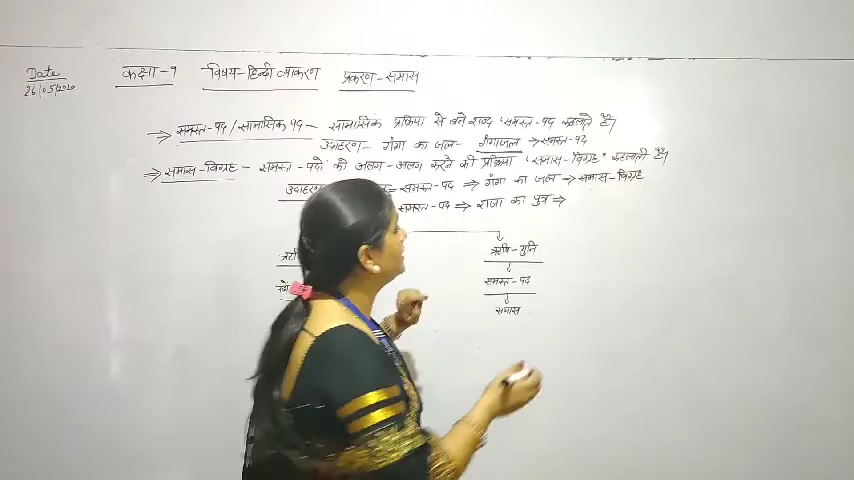 Date
26/05/2020
कक्षा-9 विषय-हिन्दी व्याकरण प्रकरण-समास
⇒ समस्त-पद/सामासिक पद - सामासिक प्रक्रिया से बने शब्द 'समस्त-पद' कहलाते हैं।
उदाहरण- गंगा का जल- गंगाजल → समस्त-पद
⇒ समास-विग्रह - समस्त-पदों को अलग-अलग करने की प्रक्रिया 'समास-विग्रह' कहलाती है।
उदाहरण = समस्त-पद ⇒ गंगा का जल → समास-विग्रह
समस्त-पद ⇒ राजा का पुत्र ⇒
ऋषि-मुनि
समस्त-पद
समास